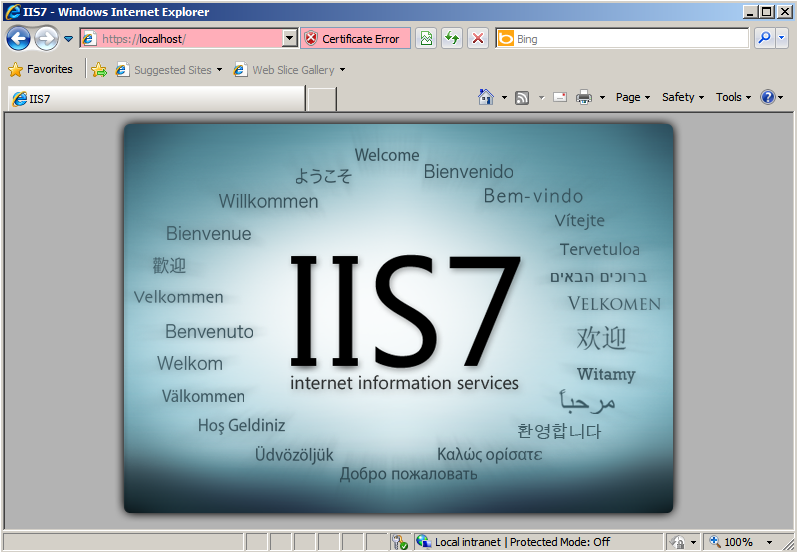 IIS7 - Windows Internet Explorer
https://localhost/
Certificate Error
Bing
Favorites
Suggested Sites
Web Slice Gallery
IIS7
Page
Safety
Tools
Welcome
Bienvenido
ようこそ
Bem-vindo
Willkommen
Vítejte
Bienvenue
Tervetuloa
歡迎
ברוכים הבאים
Velkommen
VELKOMEN
IIS7
Benvenuto
欢迎
Welkom
Witamy
internet information services
Välkommen
مرحباً
Hoş Geldiniz
환영합니다
Üdvözöljük
Καλώς ορίσατε
Добро пожаловать
Local intranet | Protected Mode: Off
100%